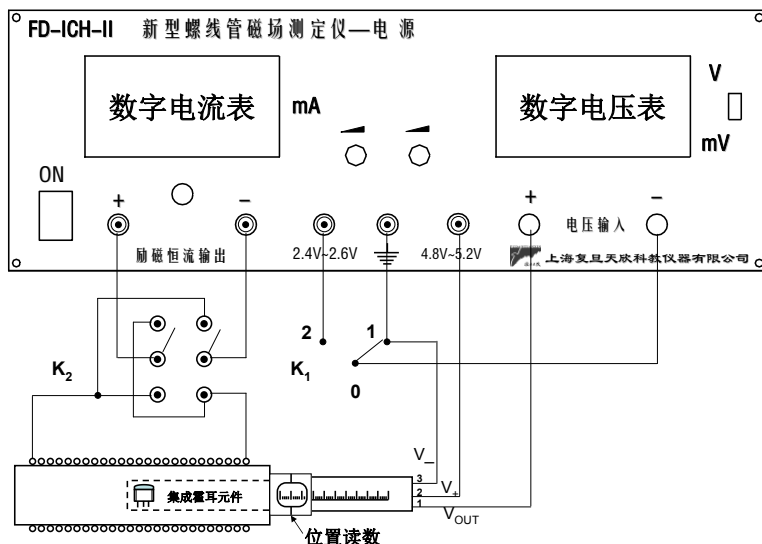 FD-ICH-II 新型螺线管磁场测定仪—电 源
数字电流表 mA
数字电压表
V
mV
ON
+ - + 电压输入 -
励磁恒流输出 2.4V~2.6V 4.8V~5.2V 上海复旦天欣科教仪器有限公司
2 1
K2 K1
0
V_
3
2 V+
1
VOUT
集成霍耳元件
位置读数